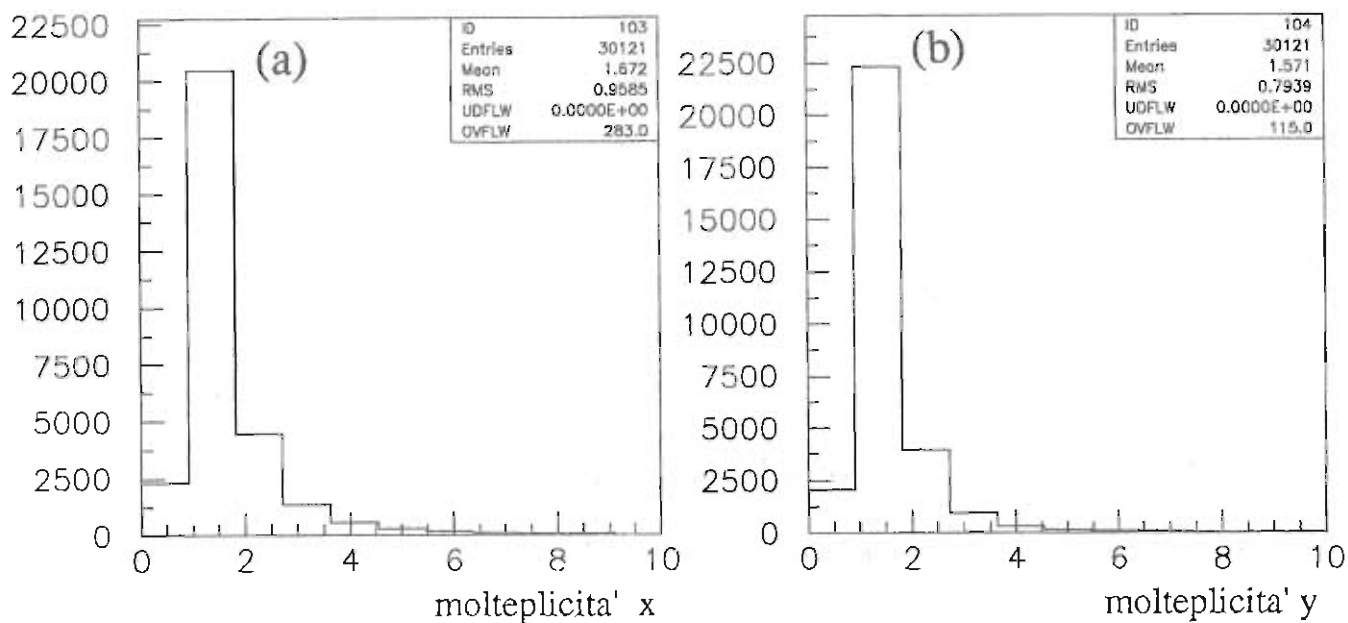 (a)
ID 103
Entries 30121
Mean 1.672
RMS 0.9585
UDFLW 0.0000E+00
OVFLW 283.0
22500
20000
17500
15000
12500
10000
7500
5000
2500
0
0 2 4 6 8 10
molteplicita' x
(b)
ID 104
Entries 30121
Mean 1.571
RMS 0.7939
UDFLW 0.0000E+00
OVFLW 115.0
22500
20000
17500
15000
12500
10000
7500
5000
2500
0
0 2 4 6 8 10
molteplicita' y